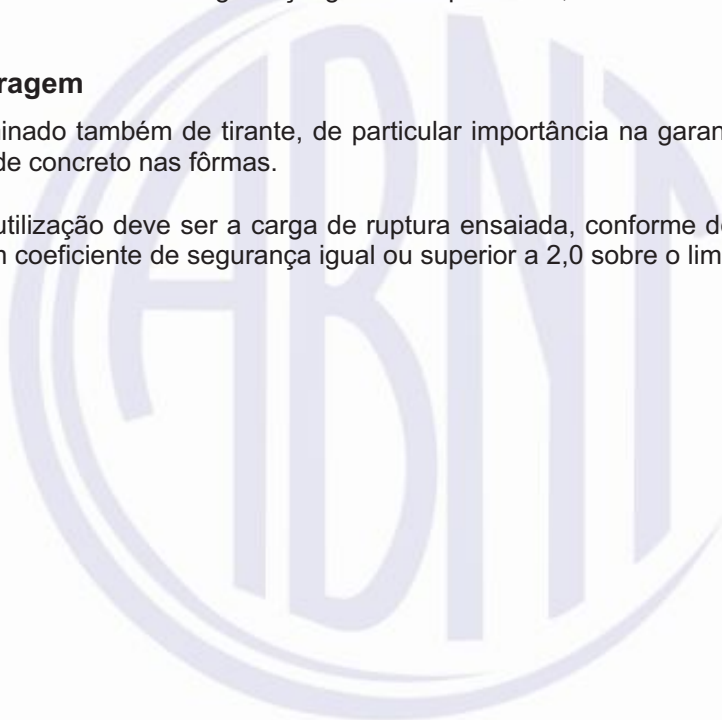 ragem
inado também de tirante, de particular importância na garan
de concreto nas fôrmas.
utilização deve ser a carga de ruptura ensaiada, conforme d
coeficiente de segurança igual ou superior a 2,0 sobre o lim
ABNT